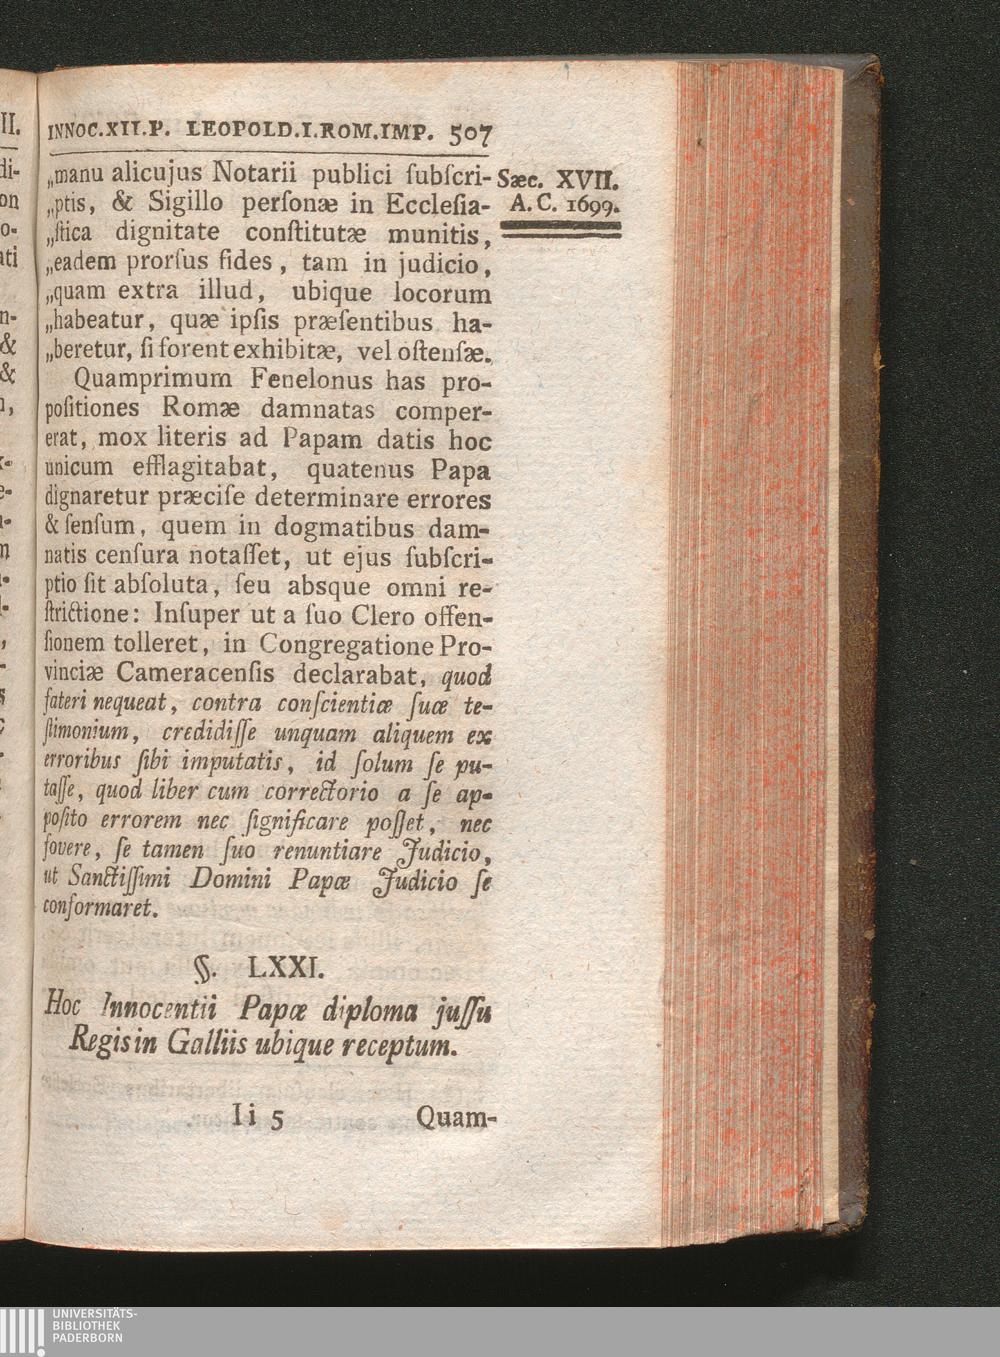 INNOC.XII.P. LEOPOLD.I.ROM.IMP. 507
Sæc. XVII.
A. C. 1699.
„manu alicujus Notarii publici ſubſcri-
„ptis, & Sigillo perſonæ in Eccleſia-
„ſtica dignitate conſtitutæ munitis,
„eadem prorſus fides, tam in judicio,
„quam extra illud, ubique locorum
„habeatur, quæ ipſis præſentibus ha-
„beretur, ſi forent exhibitæ, vel oſtenſæ.
Quamprimum Fenelonus has pro-
poſitiones Romæ damnatas comper-
erat, mox literis ad Papam datis hoc
unicum efflagitabat, quatenus Papa
dignaretur præciſe determinare errores
& ſenſum, quem in dogmatibus dam-
natis cenſura notaſſet, ut ejus ſubſcri-
ptio ſit abſoluta, ſeu absque omni re-
ſtrictione: Inſuper ut a ſuo Clero offen-
ſionem tolleret, in Congregatione Pro-
vinciæ Cameracenſis declarabat, quod
fateri nequeat, contra conſcientiæ ſuæ te-
ſtimonium, credidiſſe unquam aliquem ex
erroribus ſibi imputatis, id ſolum ſe pu-
taſſe, quod liber cum correctorio a ſe ap-
poſito errorem nec ſignificare poſſet, nec
fovere, ſe tamen ſuo renuntiare Judicio,
ut Sanctiſſimi Domini Papæ Judicio ſe
conformaret.
§. LXXI.
Hoc Innocentii Papæ diploma juſſu
Regis in Galliis ubique receptum.
Ii 5 Quam-
II.
di-
on
o-
ati
n-
&
&
UNIVERSITÄTS-
BIBLIOTHEK
PADERBORN